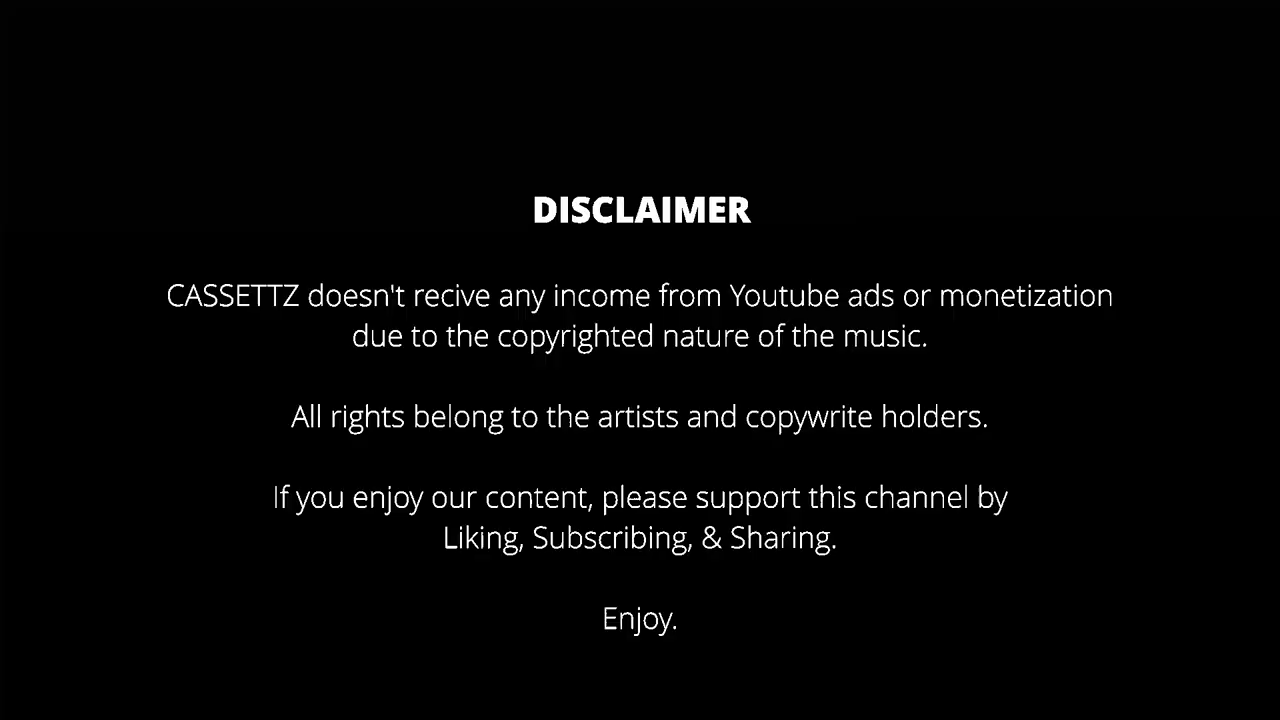 DISCLAIMER
CASSETTZ doesn't recive any income from Youtube ads or monetization
due to the copyrighted nature of the music.
All rights belong to the artists and copywrite holders.
If you enjoy our content, please support this channel by
Liking, Subscribing, & Sharing.
Enjoy.